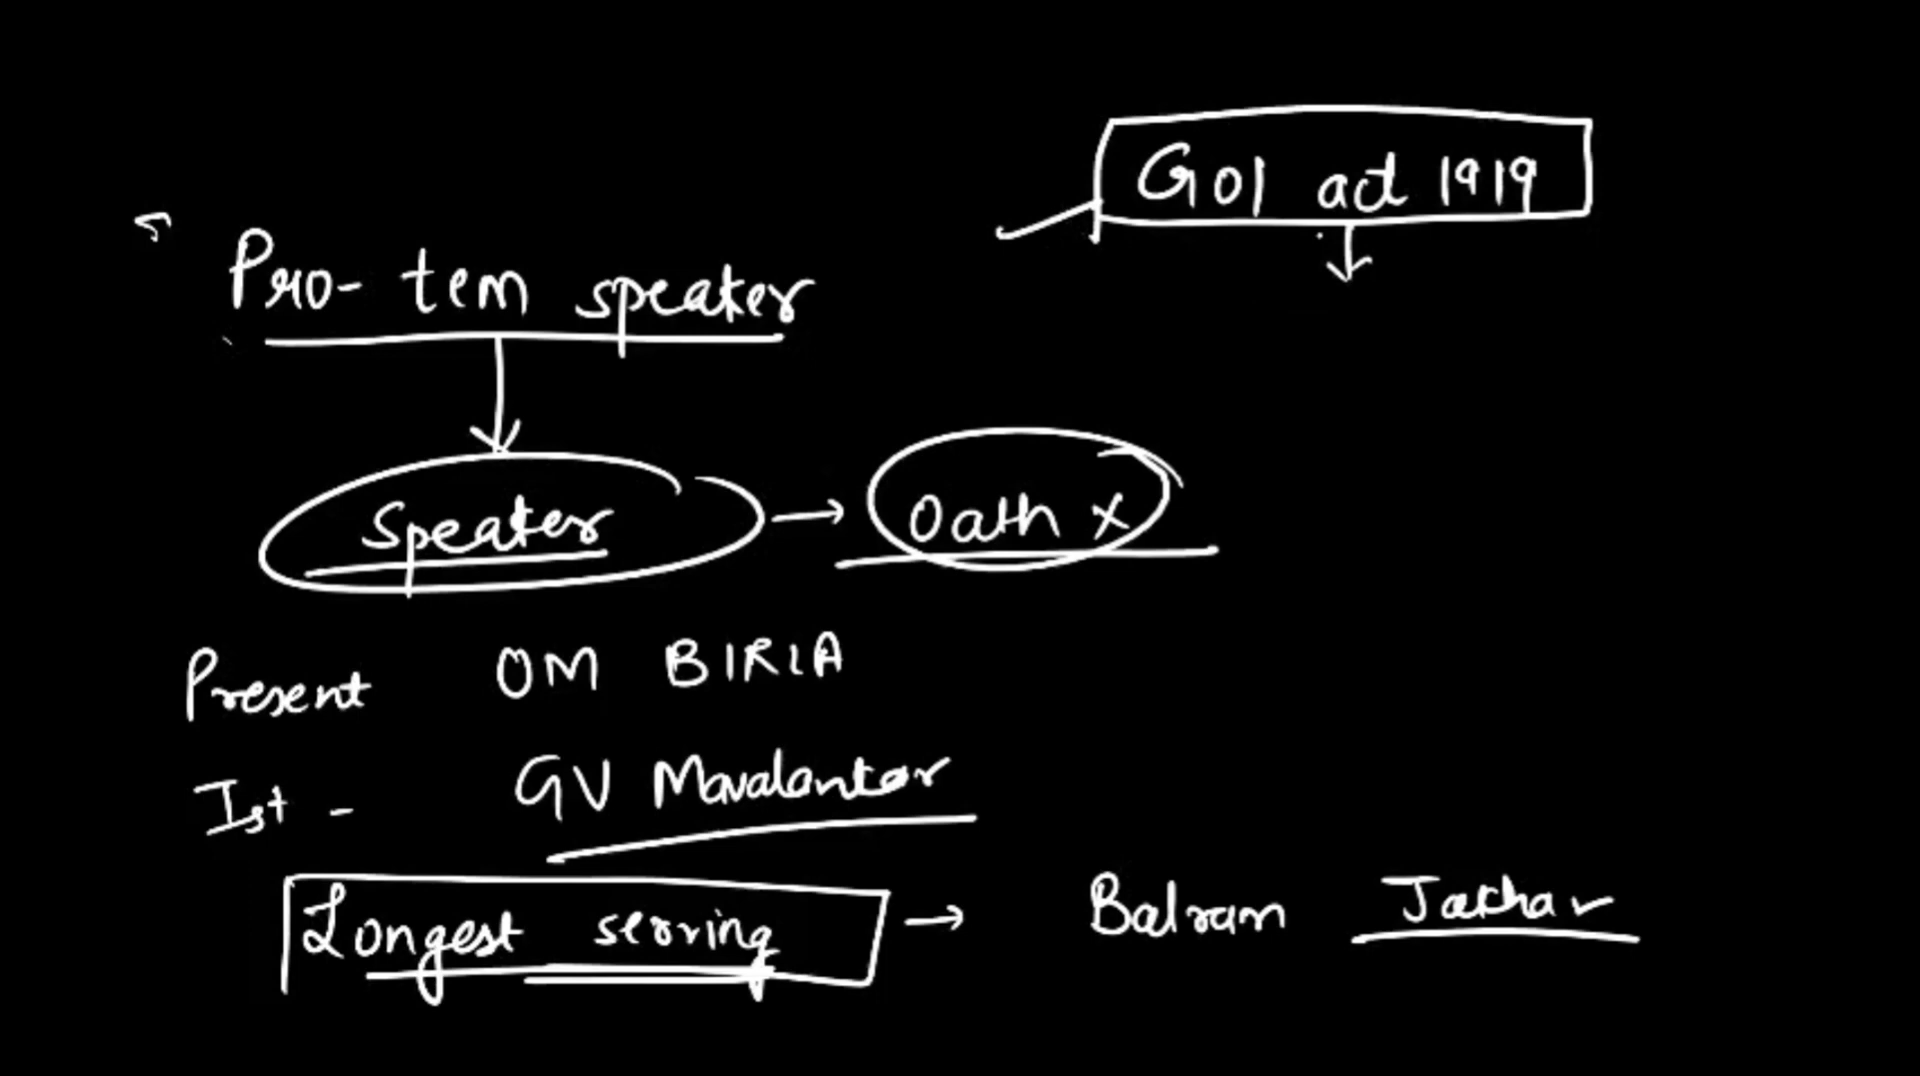 GOI act 1919
Pro-tem speaker
Speaker → Oath x
Present OM BIRLA
Ist - GV Mavalankar
Longest serving → Balram Jakhar